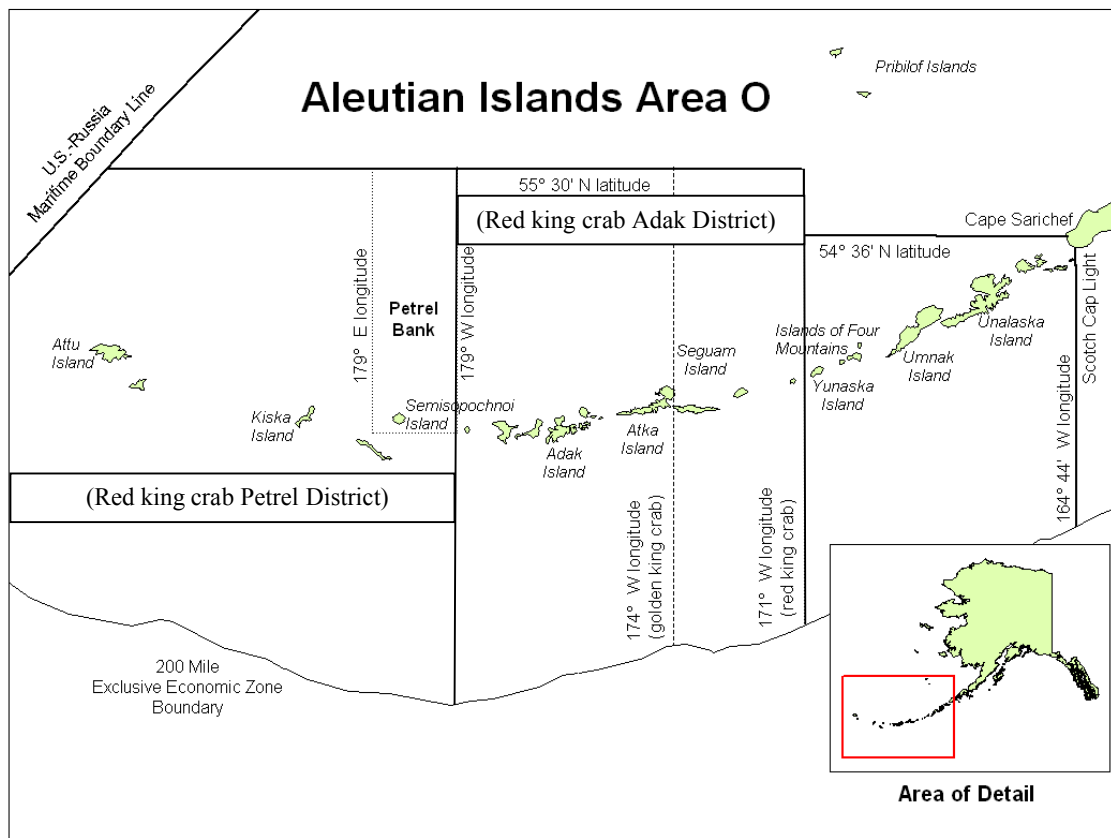 Aleutian Islands Area O
Pribilof Islands
U.S.-Russia
Maritime Boundary Line
55° 30' N latitude
(Red king crab Adak District)
Cape Sarichef
54° 36' N latitude
Scotch Cap Light
179° E longitude
Petrel
Bank
179° W longitude
Attu
Island
Kiska
Island
Semisopochnoi
Island
Adak
Island
Atka
Island
Seguam
Island
Islands of Four
Mountains
Yunaska
Island
Umnak
Island
Unalaska
Island
(Red king crab Petrel District)
174° W longitude
(golden king crab)
171° W longitude
(red king crab)
164° 44' W longitude
200 Mile
Exclusive Economic Zone
Boundary
Area of Detail